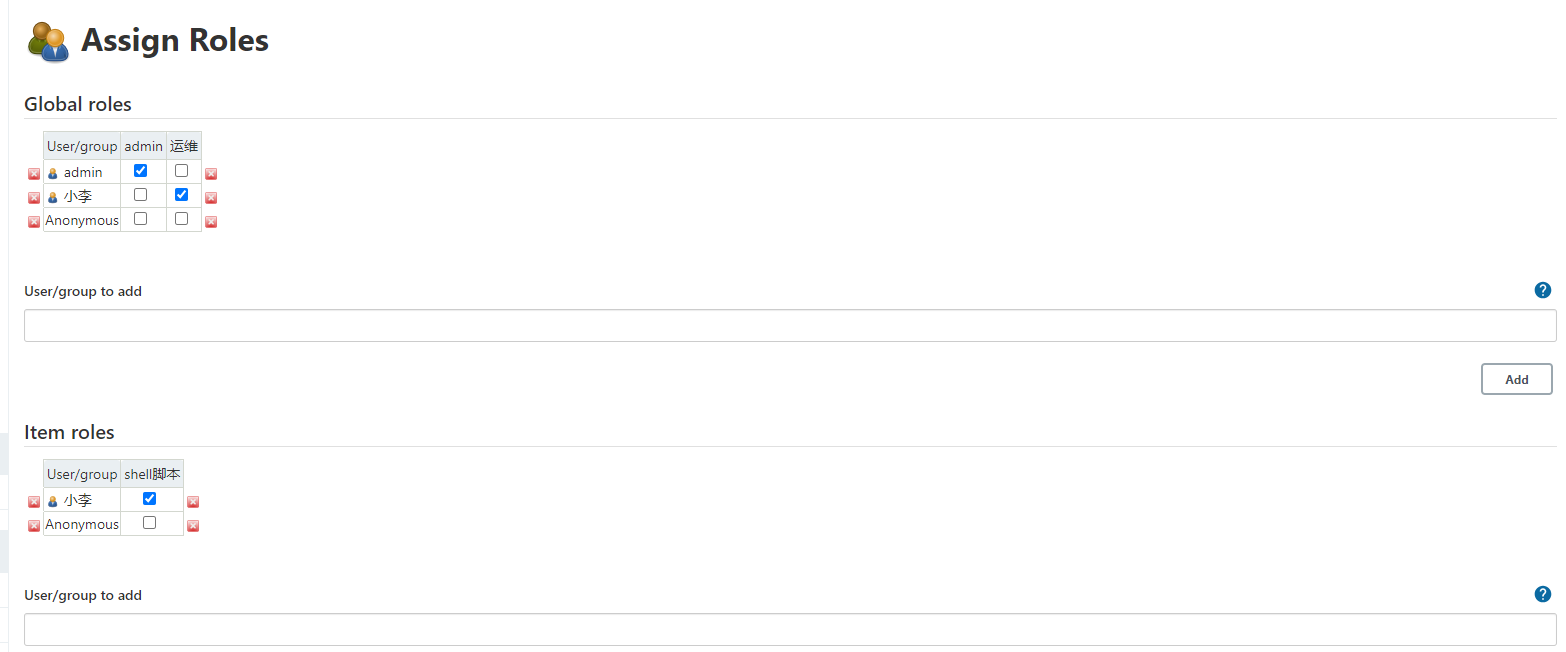 Assign Roles
Global roles
User/group admin 运维
admin
小李
Anonymous
User/group to add
Add
Item roles
User/group shell脚本
小李
Anonymous
User/group to add